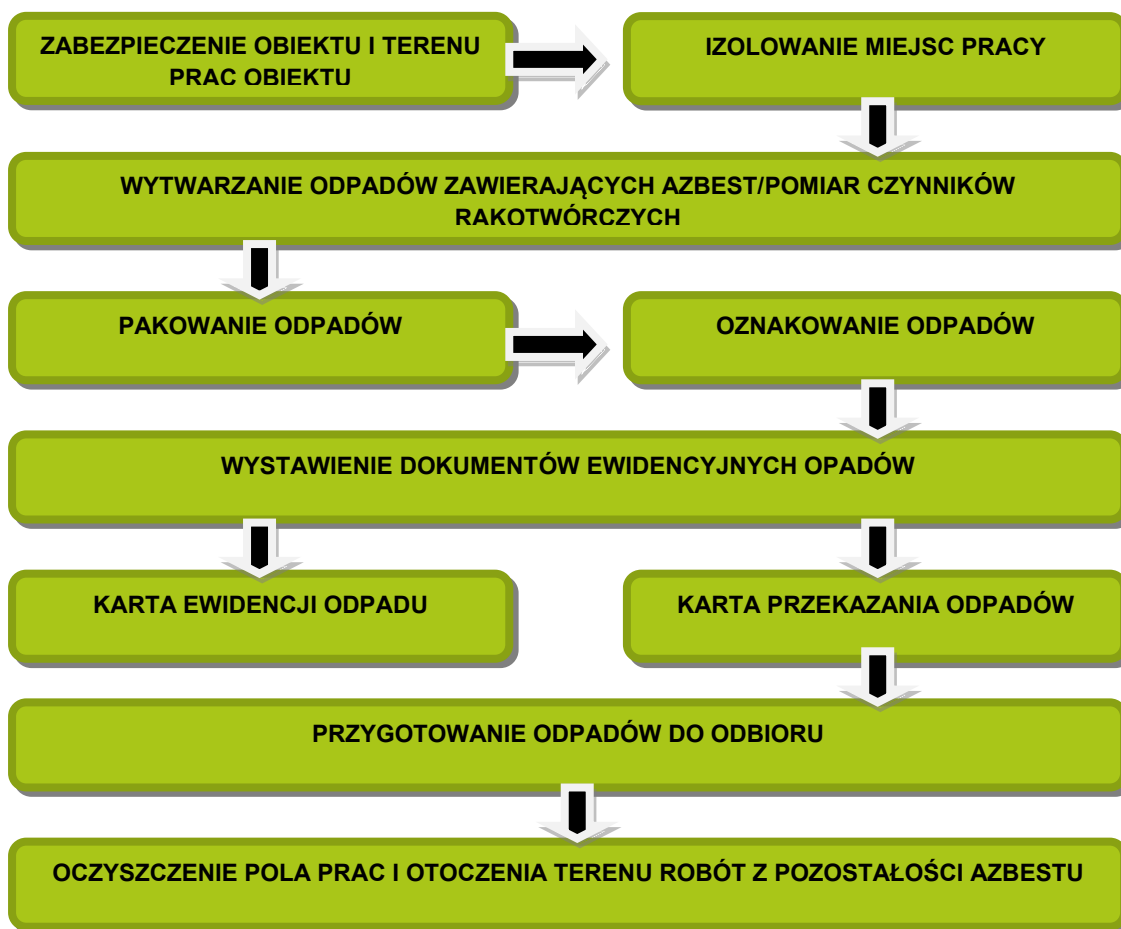 ZABEZPIECZENIE OBIEKTU I TERENU
PRAC OBIEKTU
IZOLOWANIE MIEJSC PRACY
WYTWARZANIE ODPADÓW ZAWIERAJĄCYCH AZBEST/POMIAR CZYNNIKÓW
RAKOTWÓRCZYCH
PAKOWANIE ODPADÓW
OZNAKOWANIE ODPADÓW
WYSTAWIENIE DOKUMENTÓW EWIDENCYJNYCH OPADÓW
KARTA EWIDENCJI ODPADU
KARTA PRZEKAZANIA ODPADÓW
PRZYGOTOWANIE ODPADÓW DO ODBIORU
OCZYSZCZENIE POLA PRAC I OTOCZENIA TERENU ROBÓT Z POZOSTAŁOŚCI AZBESTU